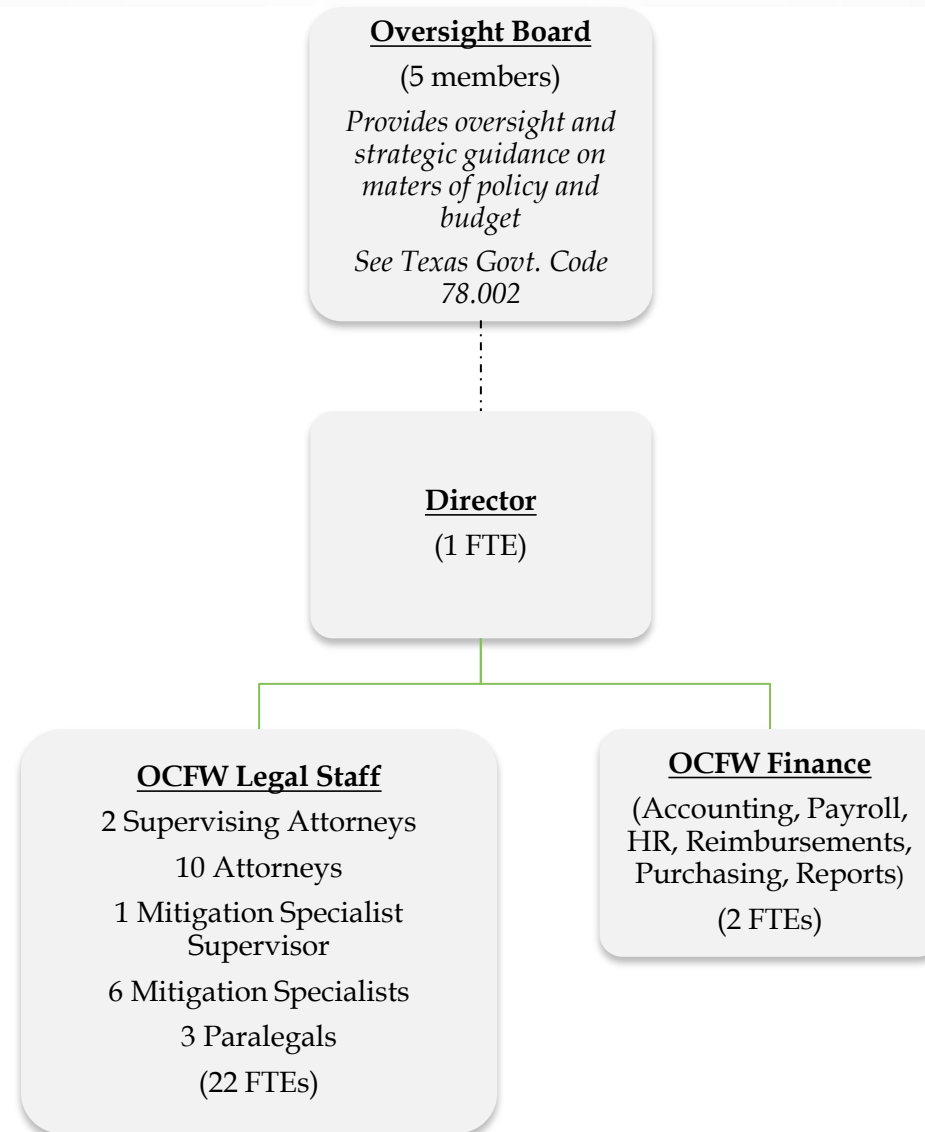 Oversight Board
(5 members)
Provides oversight and
strategic guidance on
maters of policy and
budget
See Texas Govt. Code
78.002
Director
(1 FTE)
OCFW Legal Staff
2 Supervising Attorneys
10 Attorneys
1 Mitigation Specialist
Supervisor
6 Mitigation Specialists
3 Paralegals
(22 FTEs)
OCFW Finance
(Accounting, Payroll,
HR, Reimbursements,
Purchasing, Reports)
(2 FTEs)